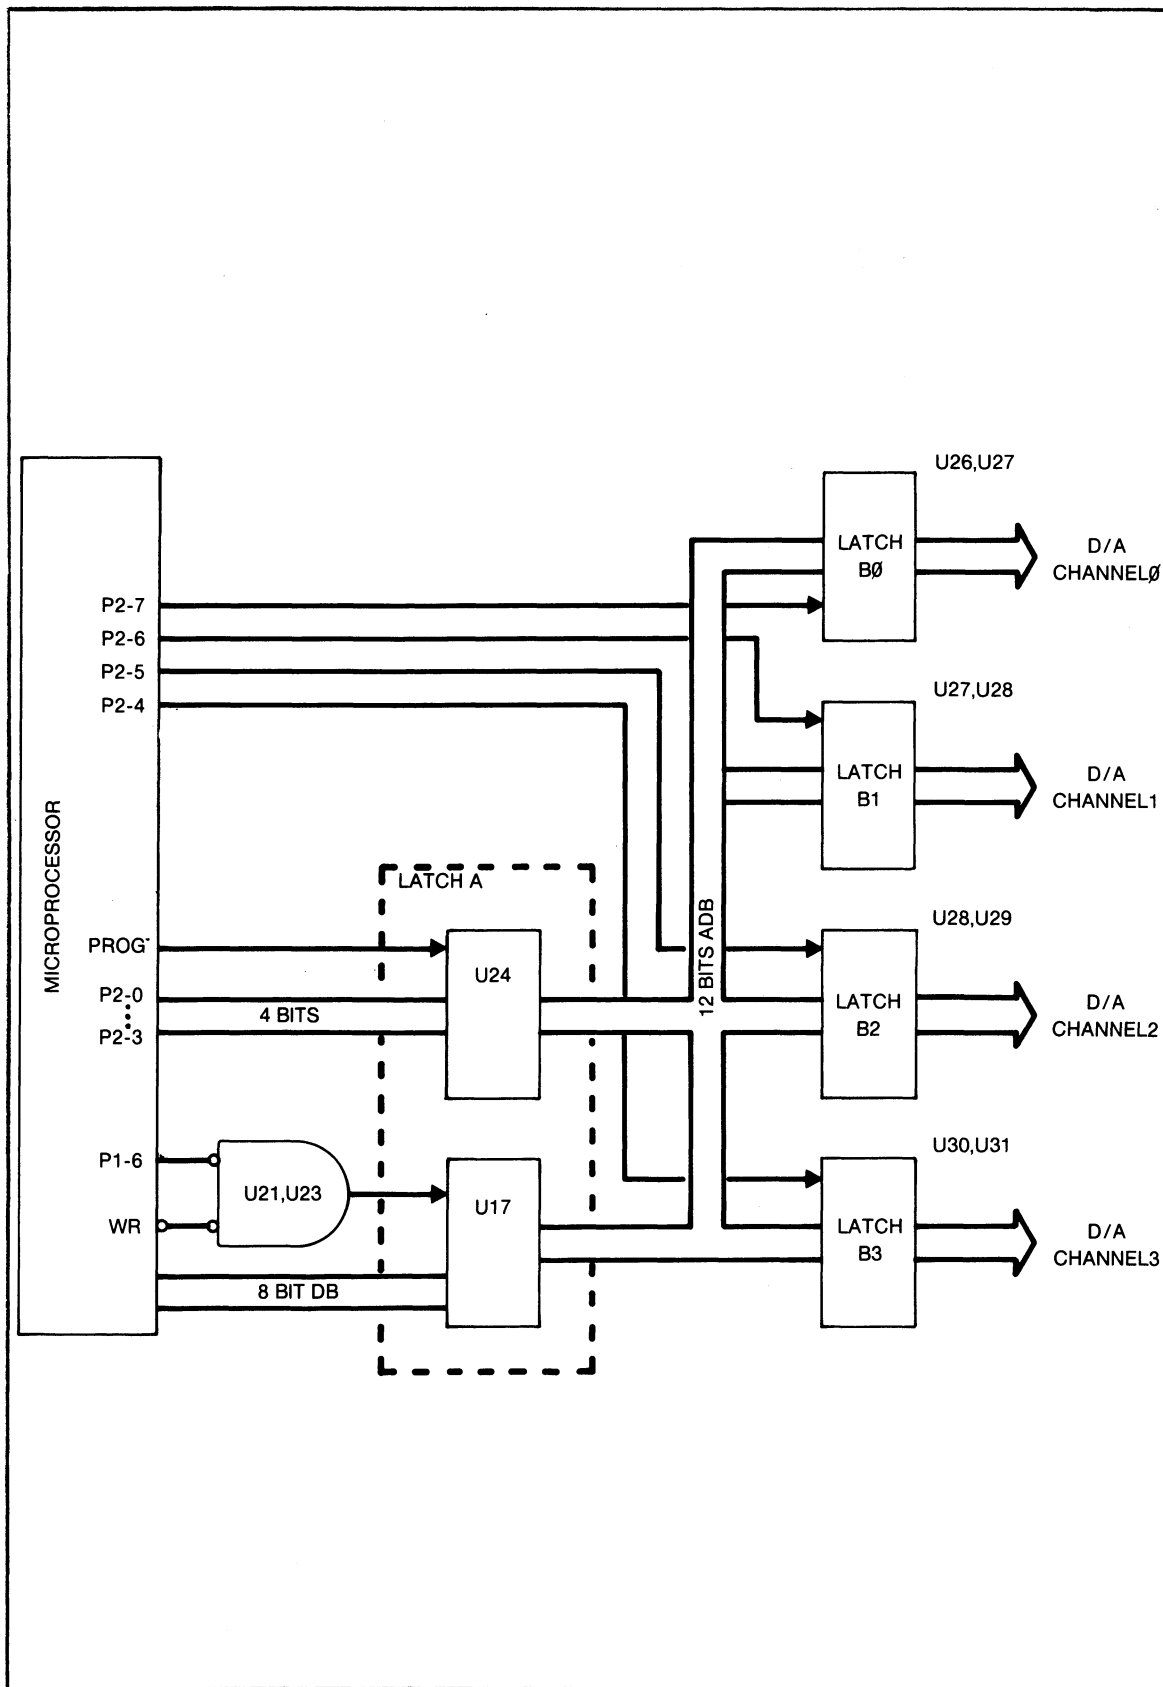 U26,U27
LATCH
BØ
D/A
CHANNELØ
P2-7
P2-6
P2-5
P2-4
U27,U28
LATCH
B1
D/A
CHANNEL1
MICROPROCESSOR
LATCH A
12 BITS ADB
U28,U29
PROG
U24
P2-0
4 BITS
P2-3
LATCH
B2
D/A
CHANNEL2
P1-6
U21,U23
WR
U17
8 BIT DB
U30,U31
LATCH
B3
D/A
CHANNEL3